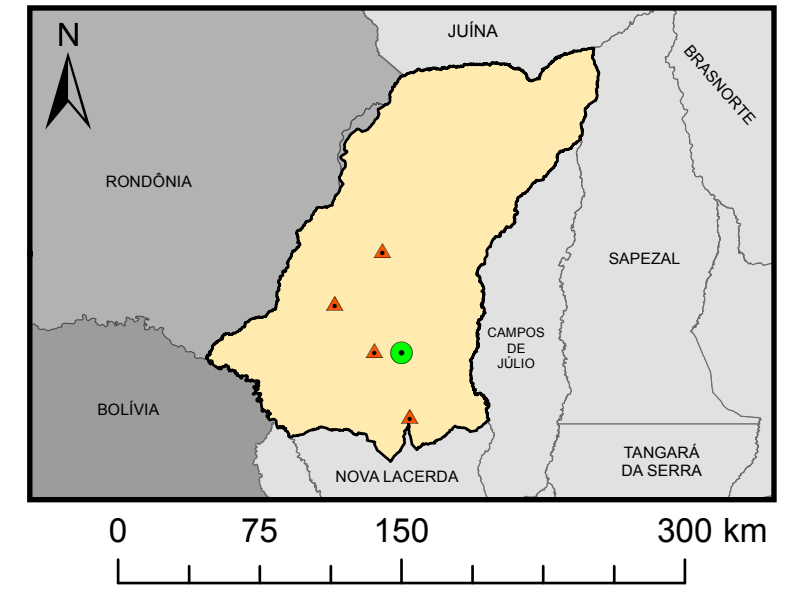 N
JUÍNA
BRASNORTE
RONDÔNIA
SAPEZAL
CAMPOS
DE
JÚLIO
BOLÍVIA
TANGARÁ
DA SERRA
NOVA LACERDA
0 75 150 300 km